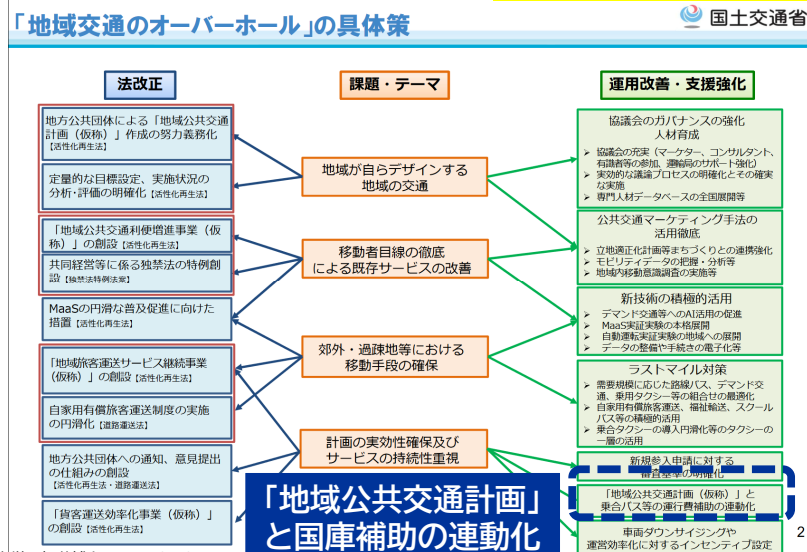 「地域交通のオーバーホール」の具体策
国土交通省
法改正
課題・テーマ
運用改善・支援強化
地方公共団体による「地域公共交通
計画（仮称）」作成の努力義務化
【活性化再生法】
定量的な目標設定、実施状況の
分析・評価の明確化【活性化再生法】
「地域公共交通利便増進事業（仮
称）」の創設【活性化再生法】
共同経営等に係る独禁法の特例創
設【独禁法特例法案】
MaaSの円滑な普及促進に向けた
措置【活性化再生法】
「地域旅客運送サービス継続事業
（仮称）」の創設【活性化再生法】
自家用有償旅客運送制度の実施
の円滑化【道路運送法】
地方公共団体への通知、意見提出
の仕組みの創設
【活性化再生法・道路運送法】
「貨客運送効率化事業（仮称）」
の創設【活性化再生法】
地域が自らデザインする
地域の交通
移動者目線の徹底
による既存サービスの改善
郊外・過疎地等における
移動手段の確保
計画の実効性確保及び
サービスの持続性重視
「地域公共交通計画」
と国庫補助の連動化
協議会のガバナンスの強化
人材育成
➢ 協議会の充実（マーケター、コンサルタント、
有識者等の参加、運輸局のサポート強化）
➢ 実効的な議論プロセスの明確化とその確実
な実施
➢ 専門人材データベースの全国展開等
公共交通マーケティング手法の
活用徹底
➢ 立地適正化計画等まちづくりとの連携強化
➢ モビリティデータの把握・分析等
➢ 地域内移動意識調査の実施等
新技術の積極的活用
➢ デマンド交通等へのAI活用の促進
➢ MaaS実証実験の本格展開
➢ 自動運転実証実験の地域への展開
➢ データの整備や手続きの電子化等
ラストマイル対策
➢ 需要規模に応じた路線バス、デマンド交
通、乗用タクシー等の組合せの最適化
➢ 自家用有償旅客運送、福祉輸送、スクール
バス等の積極的活用
➢ 乗合タクシーの導入円滑化等のタクシーの
一層の活用
新規参入申請に対する
審査基準の明確化
「地域公共交通計画（仮称）」と
乗合バス等の運行費補助の連動化
車両ダウンサイジングや
運営効率化に対するインセンティブ設定
2